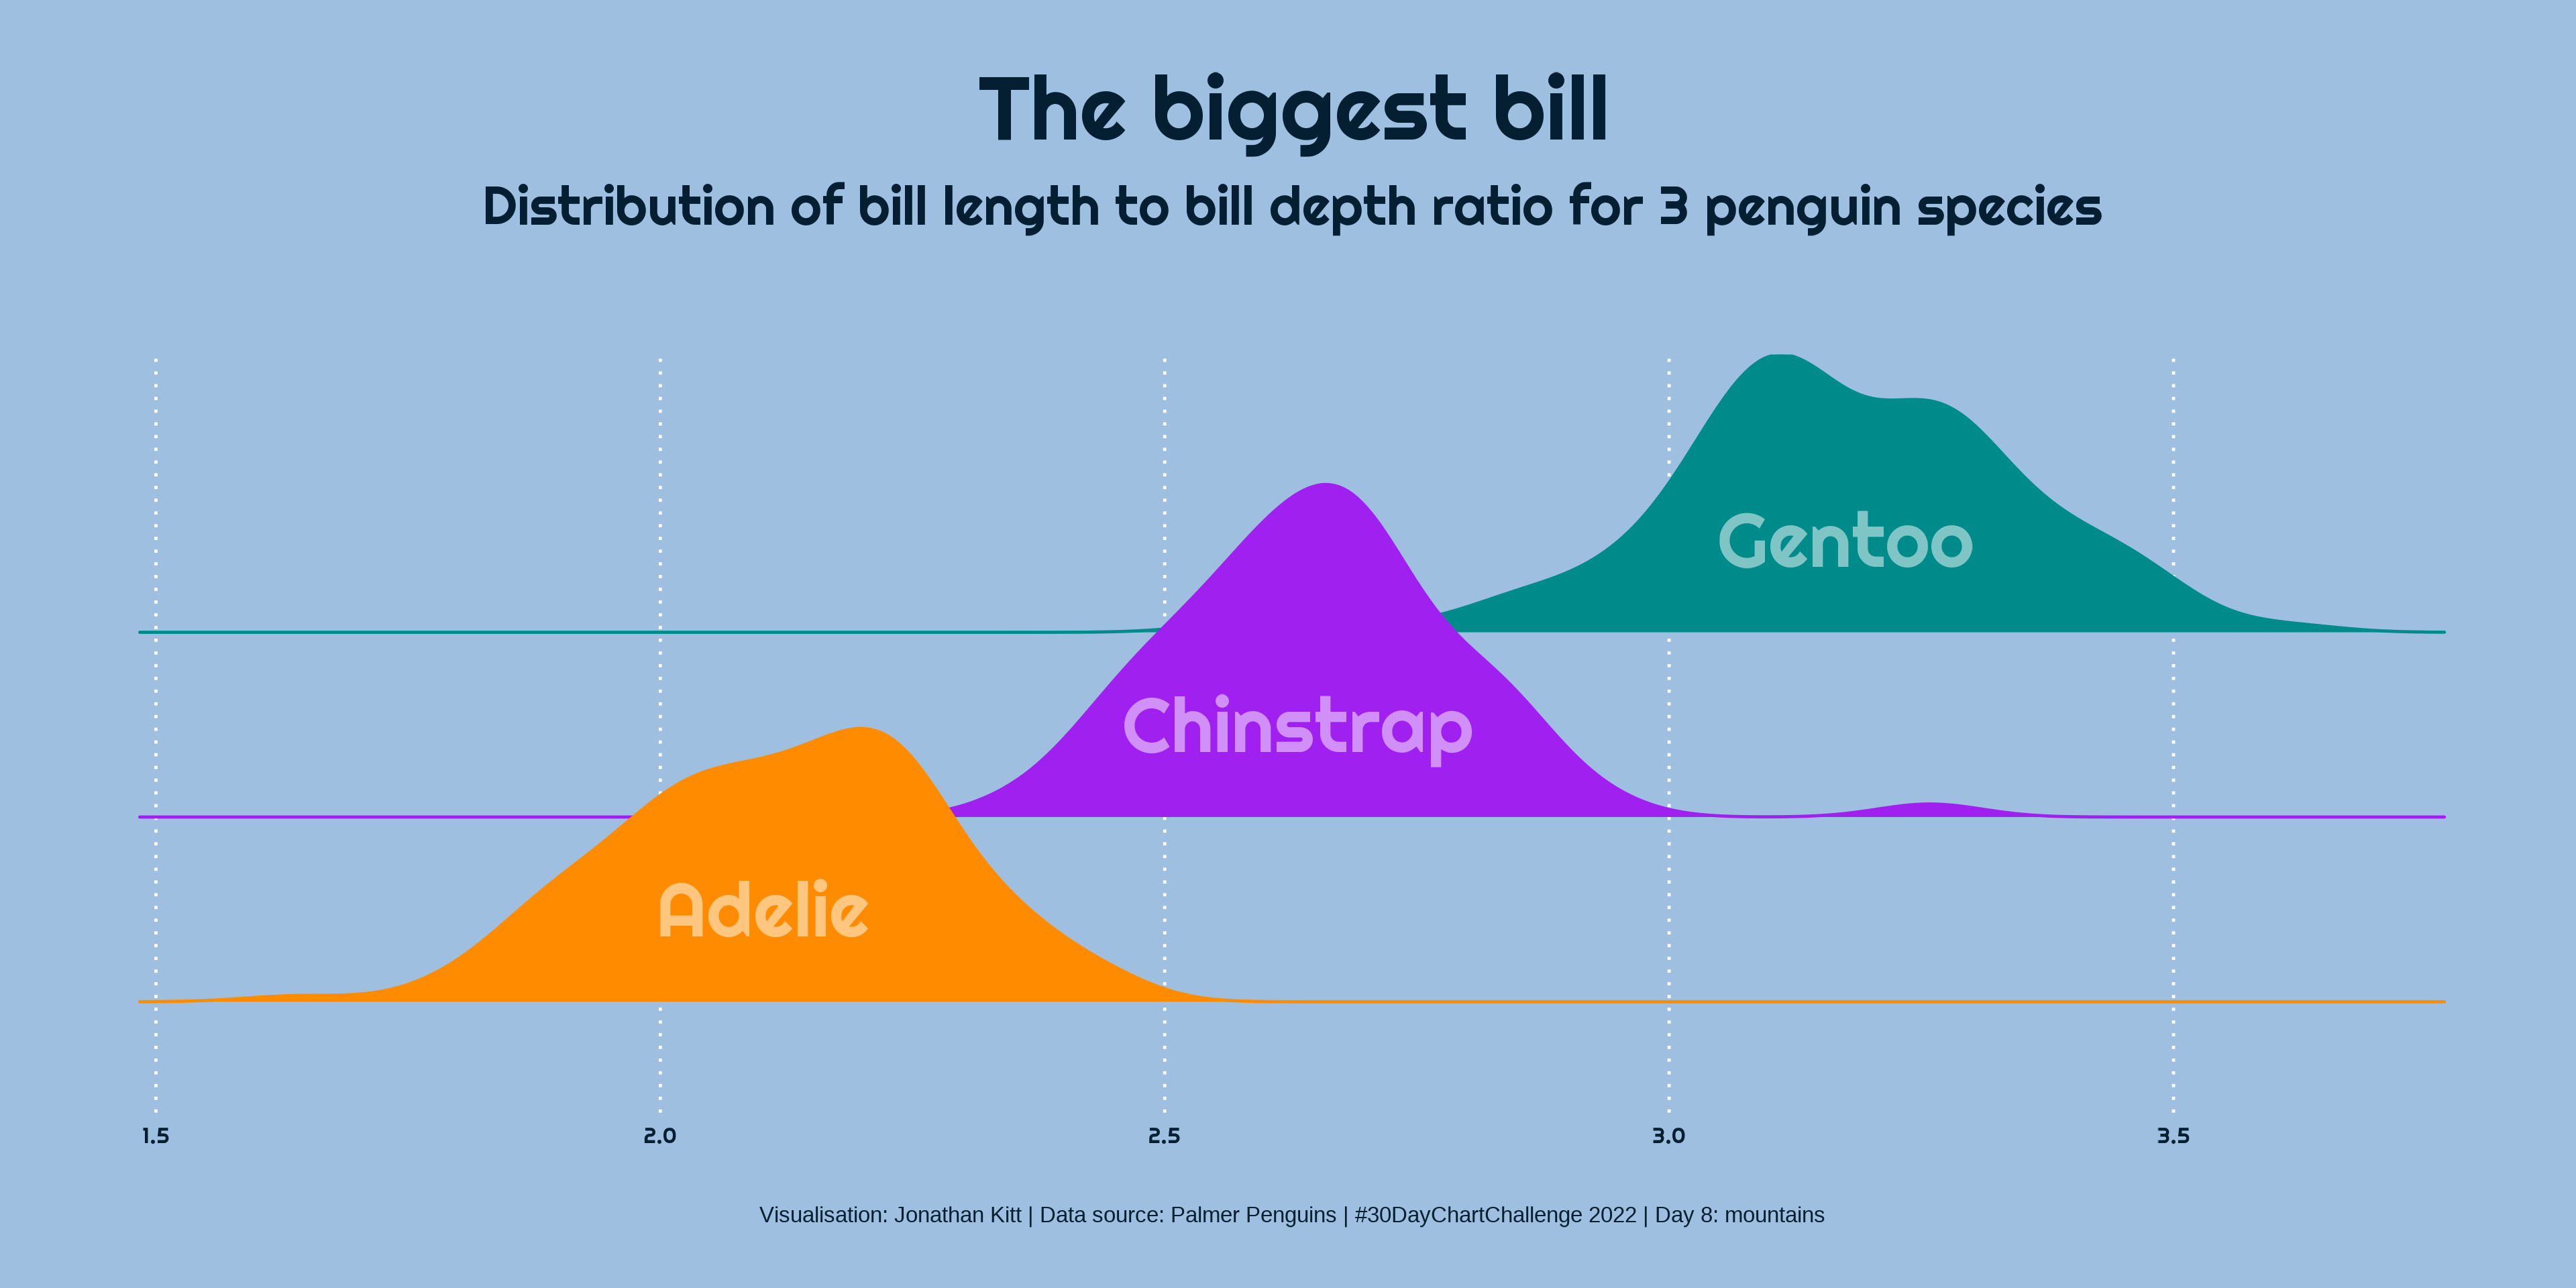 The biggest bill
Distribution of bill length to bill depth ratio for 3 penguin species
Gentoo
Chinstrap
Adelie
1.5 2.0 2.5 3.0 3.5
Visualisation: Jonathan Kitt | Data source: Palmer Penguins | #30DayChartChallenge 2022 | Day 8: mountains